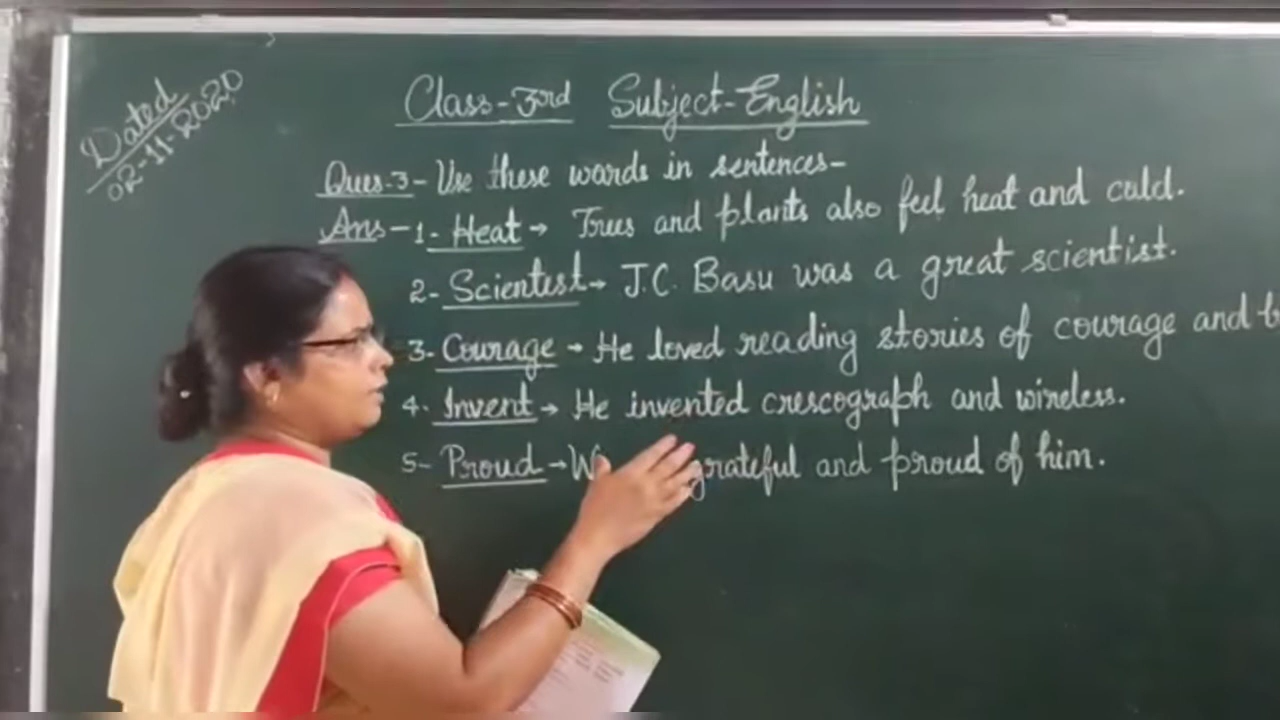 Dated
02-11-2020
Class-3rd Subject-English
Ques-3- Use these words in sentences-
Ans-1- Heat → Trees and plants also feel heat and cold.
2- Scientist → J.C. Basu was a great scientist.
3- Courage - He loved reading stories of courage and
4- Invent → He invented crescograph and wireless.
5- Proud → grateful and proud of him.